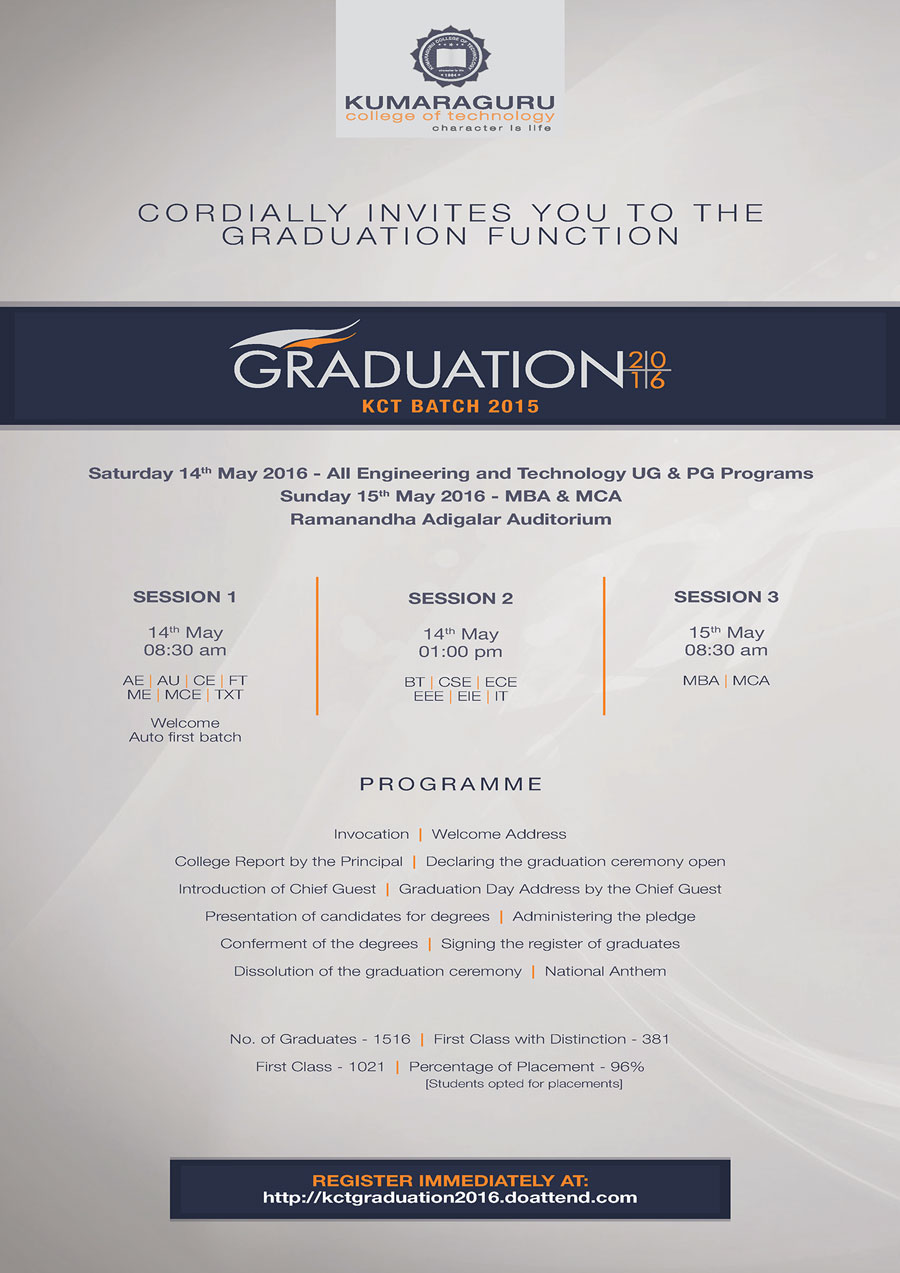 KUMARAGURU COLLEGE OF TECHNOLOGY
1984
KUMARAGURU
college of technology
character is life
CORDIALLY INVITES YOU TO THE
GRADUATION FUNCTION
GRADUATION 2016
KCT BATCH 2015
Saturday 14th May 2016 - All Engineering and Technology UG & PG Programs
Sunday 15th May 2016 - MBA & MCA
Ramanandha Adigalar Auditorium
SESSION 1
14th May
08:30 am
AE | AU | CE | FT
ME | MCE | TXT
Welcome
Auto first batch
SESSION 2
14th May
01:00 pm
BT | CSE | ECE
EEE | EIE | IT
SESSION 3
15th May
08:30 am
MBA | MCA
PROGRAMME
Invocation | Welcome Address
College Report by the Principal | Declaring the graduation ceremony open
Introduction of Chief Guest | Graduation Day Address by the Chief Guest
Presentation of candidates for degrees | Administering the pledge
Conferment of the degrees | Signing the register of graduates
Dissolution of the graduation ceremony | National Anthem
No. of Graduates - 1516 | First Class with Distinction - 381
First Class - 1021 | Percentage of Placement - 96%
[Students opted for placements]
REGISTER IMMEDIATELY AT:
http://kctgraduation2016.doattend.com